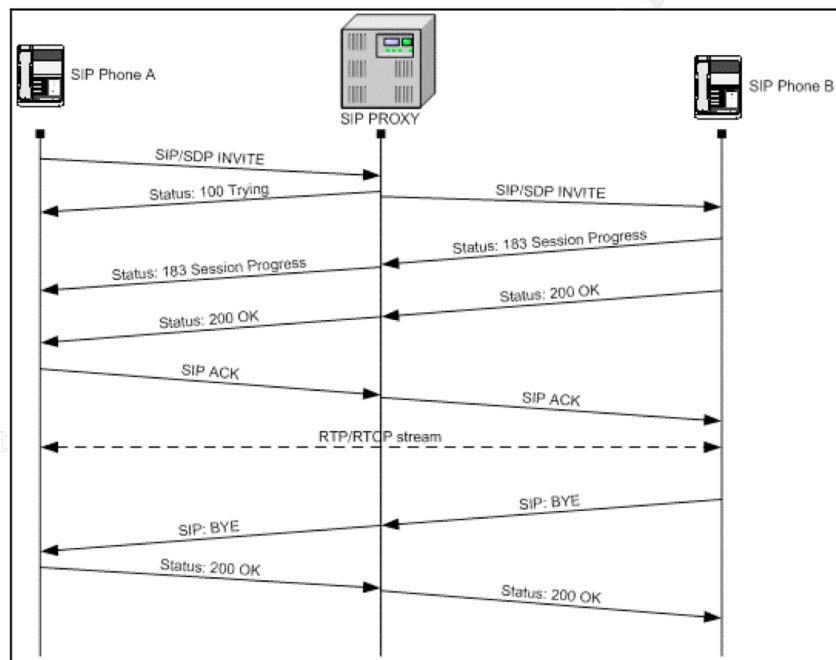 SIP Phone A
SIP PROXY
SIP Phone B
SIP/SDP INVITE
Status: 100 Trying
SIP/SDP INVITE
Status: 183 Session Progress
Status: 183 Session Progress
Status: 200 OK
Status: 200 OK
SIP ACK
SIP ACK
RTP/RTCP stream
SIP: BYE
SIP: BYE
Status: 200 OK
Status: 200 OK